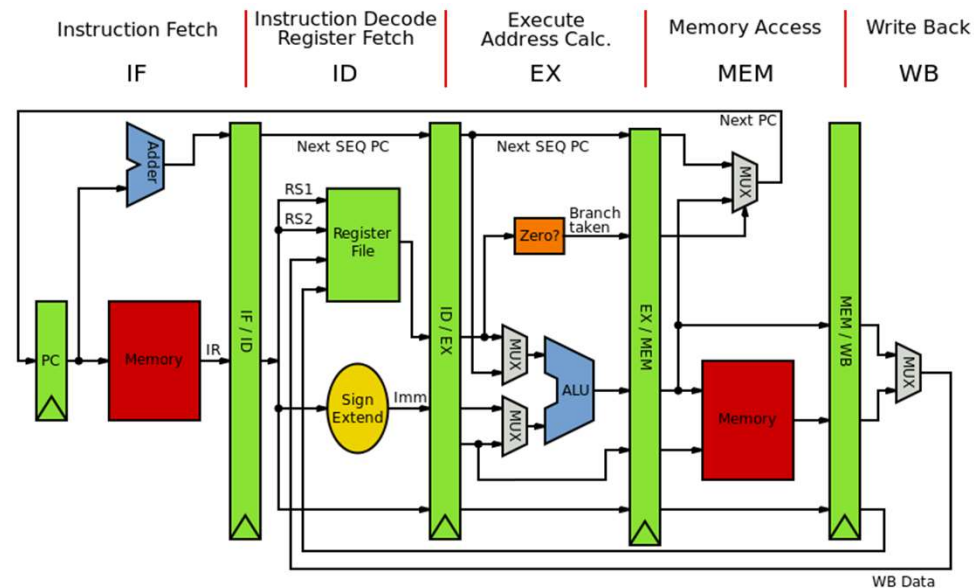 Instruction Fetch
Instruction Decode
Register Fetch
Execute
Address Calc.
Memory Access
Write Back
IF
ID
EX
MEM
WB
Next PC
Adder
Next SEQ PC
Next SEQ PC
MUX
RS1
RS2
Register
File
Zero?
Branch
taken
IF / ID
ID / EX
EX / MEM
MEM / WB
PC
Memory
IR
MUX
ALU
MUX
Sign
Extend
Imm
MUX
Memory
WB Data